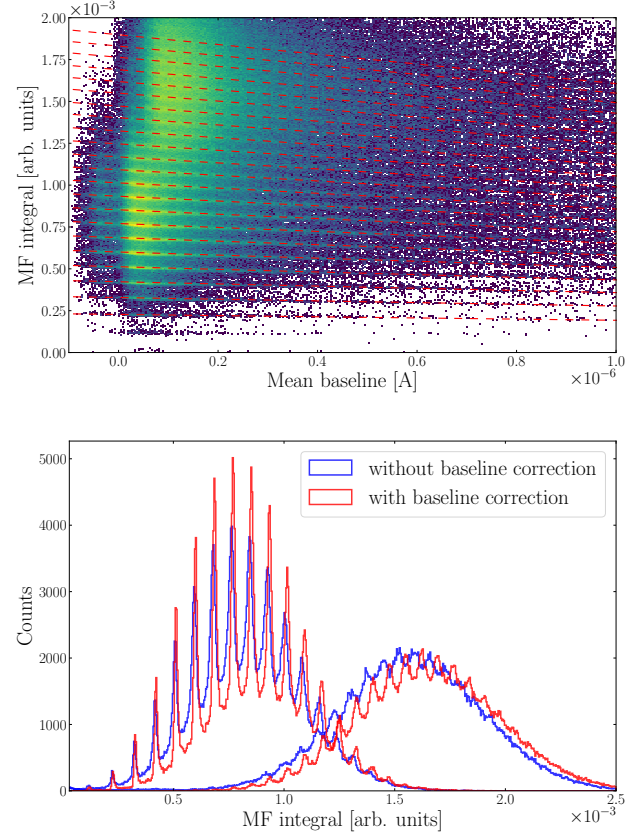 ×10⁻³
2.00
1.75
1.50
1.25
1.00
0.75
0.50
0.25
0.00
MF integral [arb. units]
0.0 0.2 0.4 0.6 0.8 1.0
Mean baseline [A]
×10⁻⁶
5000
4000
3000
2000
1000
0
Counts
without baseline correction
with baseline correction
0.5 1.0 1.5 2.0 2.5
MF integral [arb. units]
×10⁻³